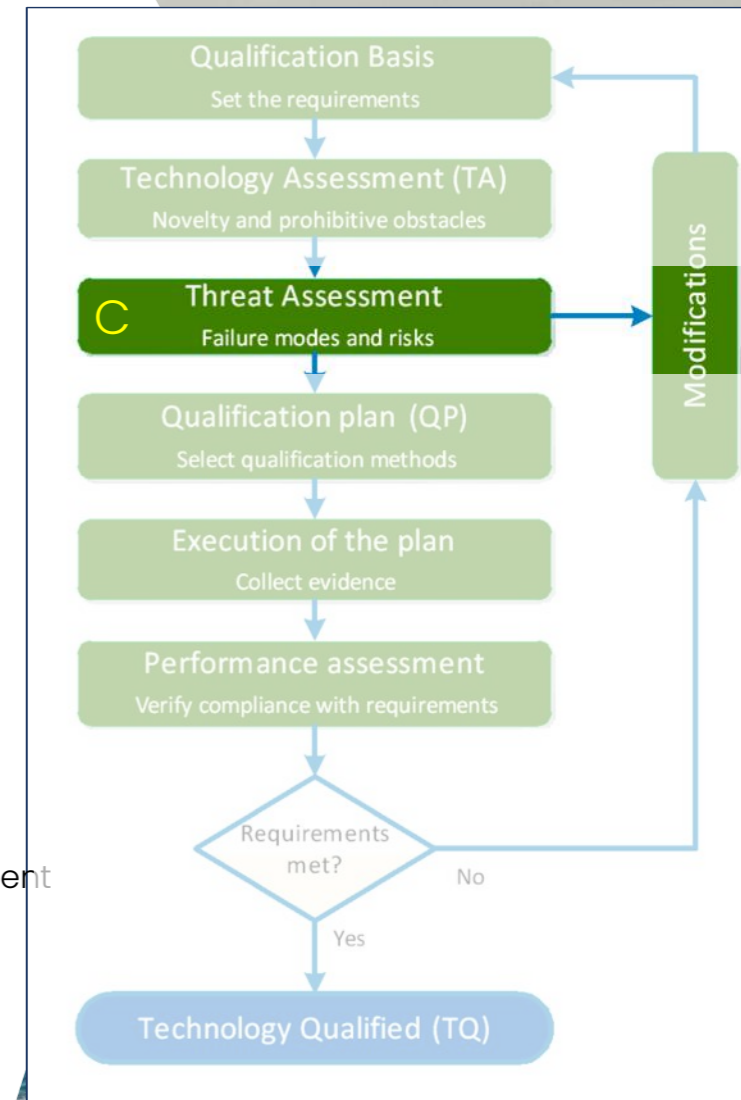 Qualification Basis
Set the requirements
Technology Assessment (TA)
Novelty and prohibitive obstacles
C
Threat Assessment
Failure modes and risks
Modifications
Qualification plan (QP)
Select qualification methods
Execution of the plan
Collect evidence
Performance assessment
Verify compliance with requirements
Requirements
met?
ent
No
Yes
Technology Qualified (TQ)